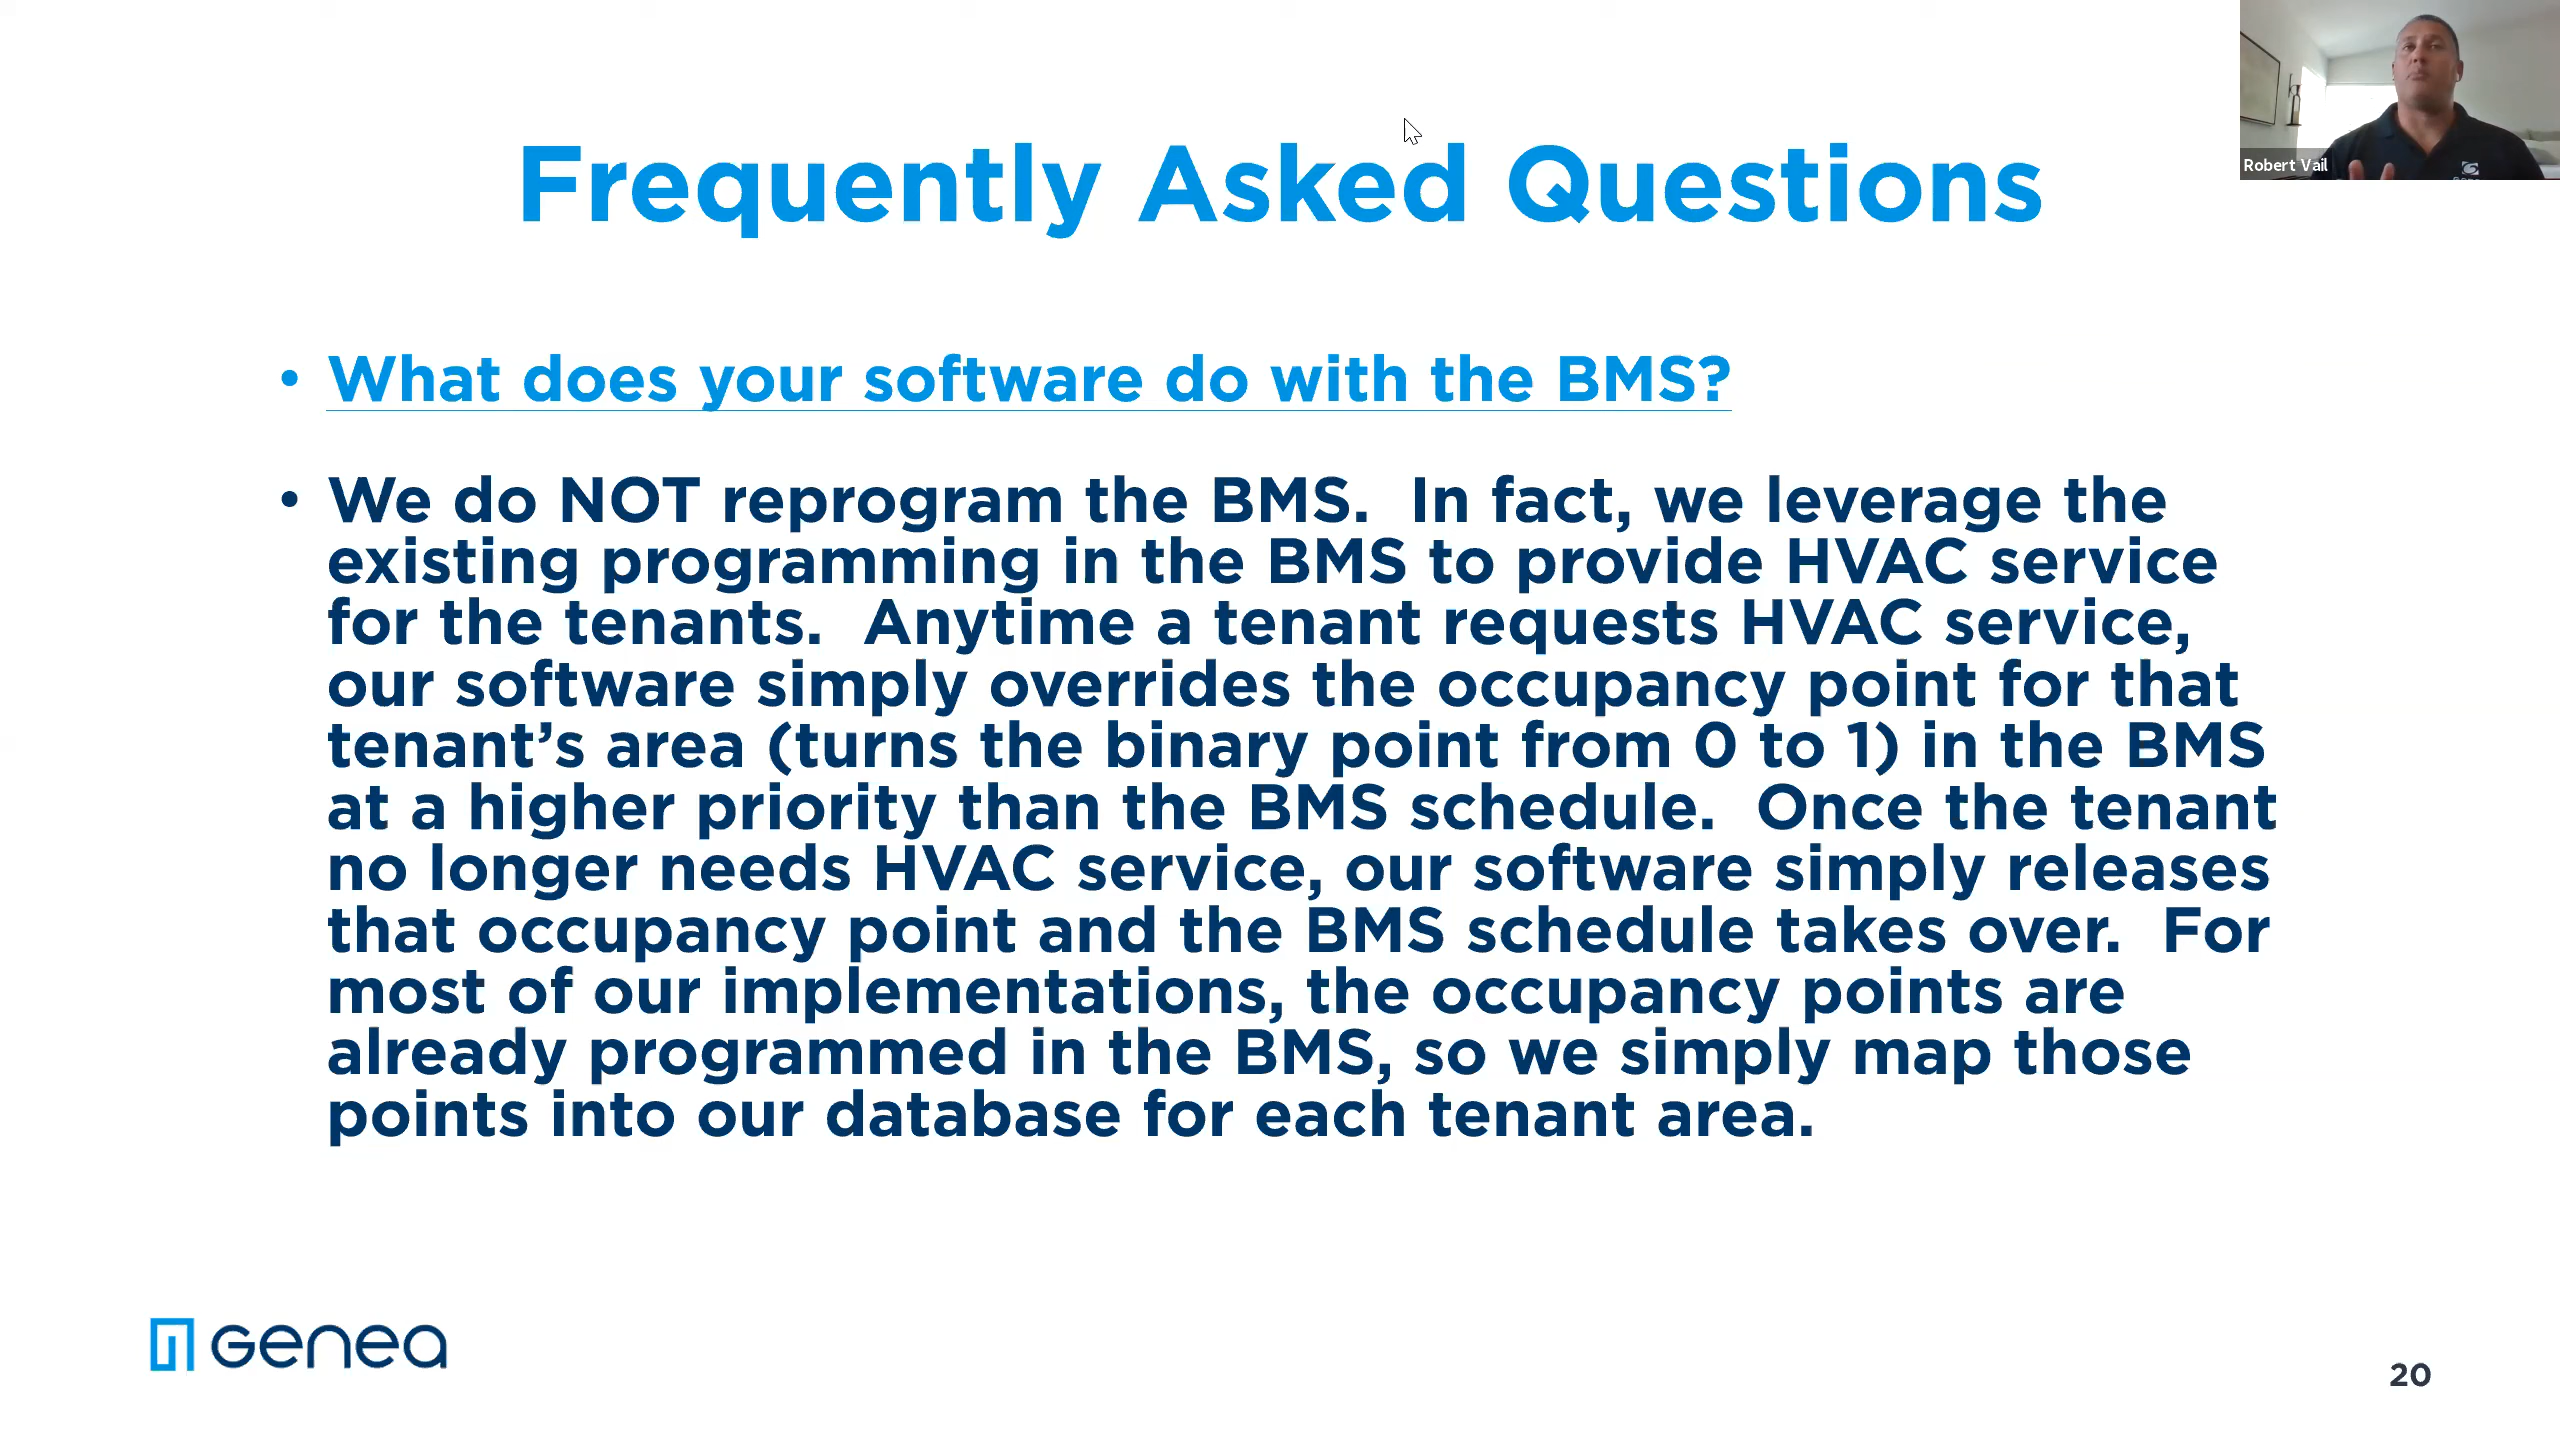 Robert Vail
Frequently Asked Questions
• What does your software do with the BMS?
• We do NOT reprogram the BMS.  In fact, we leverage the
existing programming in the BMS to provide HVAC service
for the tenants.  Anytime a tenant requests HVAC service,
our software simply overrides the occupancy point for that
tenant’s area (turns the binary point from 0 to 1) in the BMS
at a higher priority than the BMS schedule.  Once the tenant
no longer needs HVAC service, our software simply releases
that occupancy point and the BMS schedule takes over.  For
most of our implementations, the occupancy points are
already programmed in the BMS, so we simply map those
points into our database for each tenant area.
Genea
20